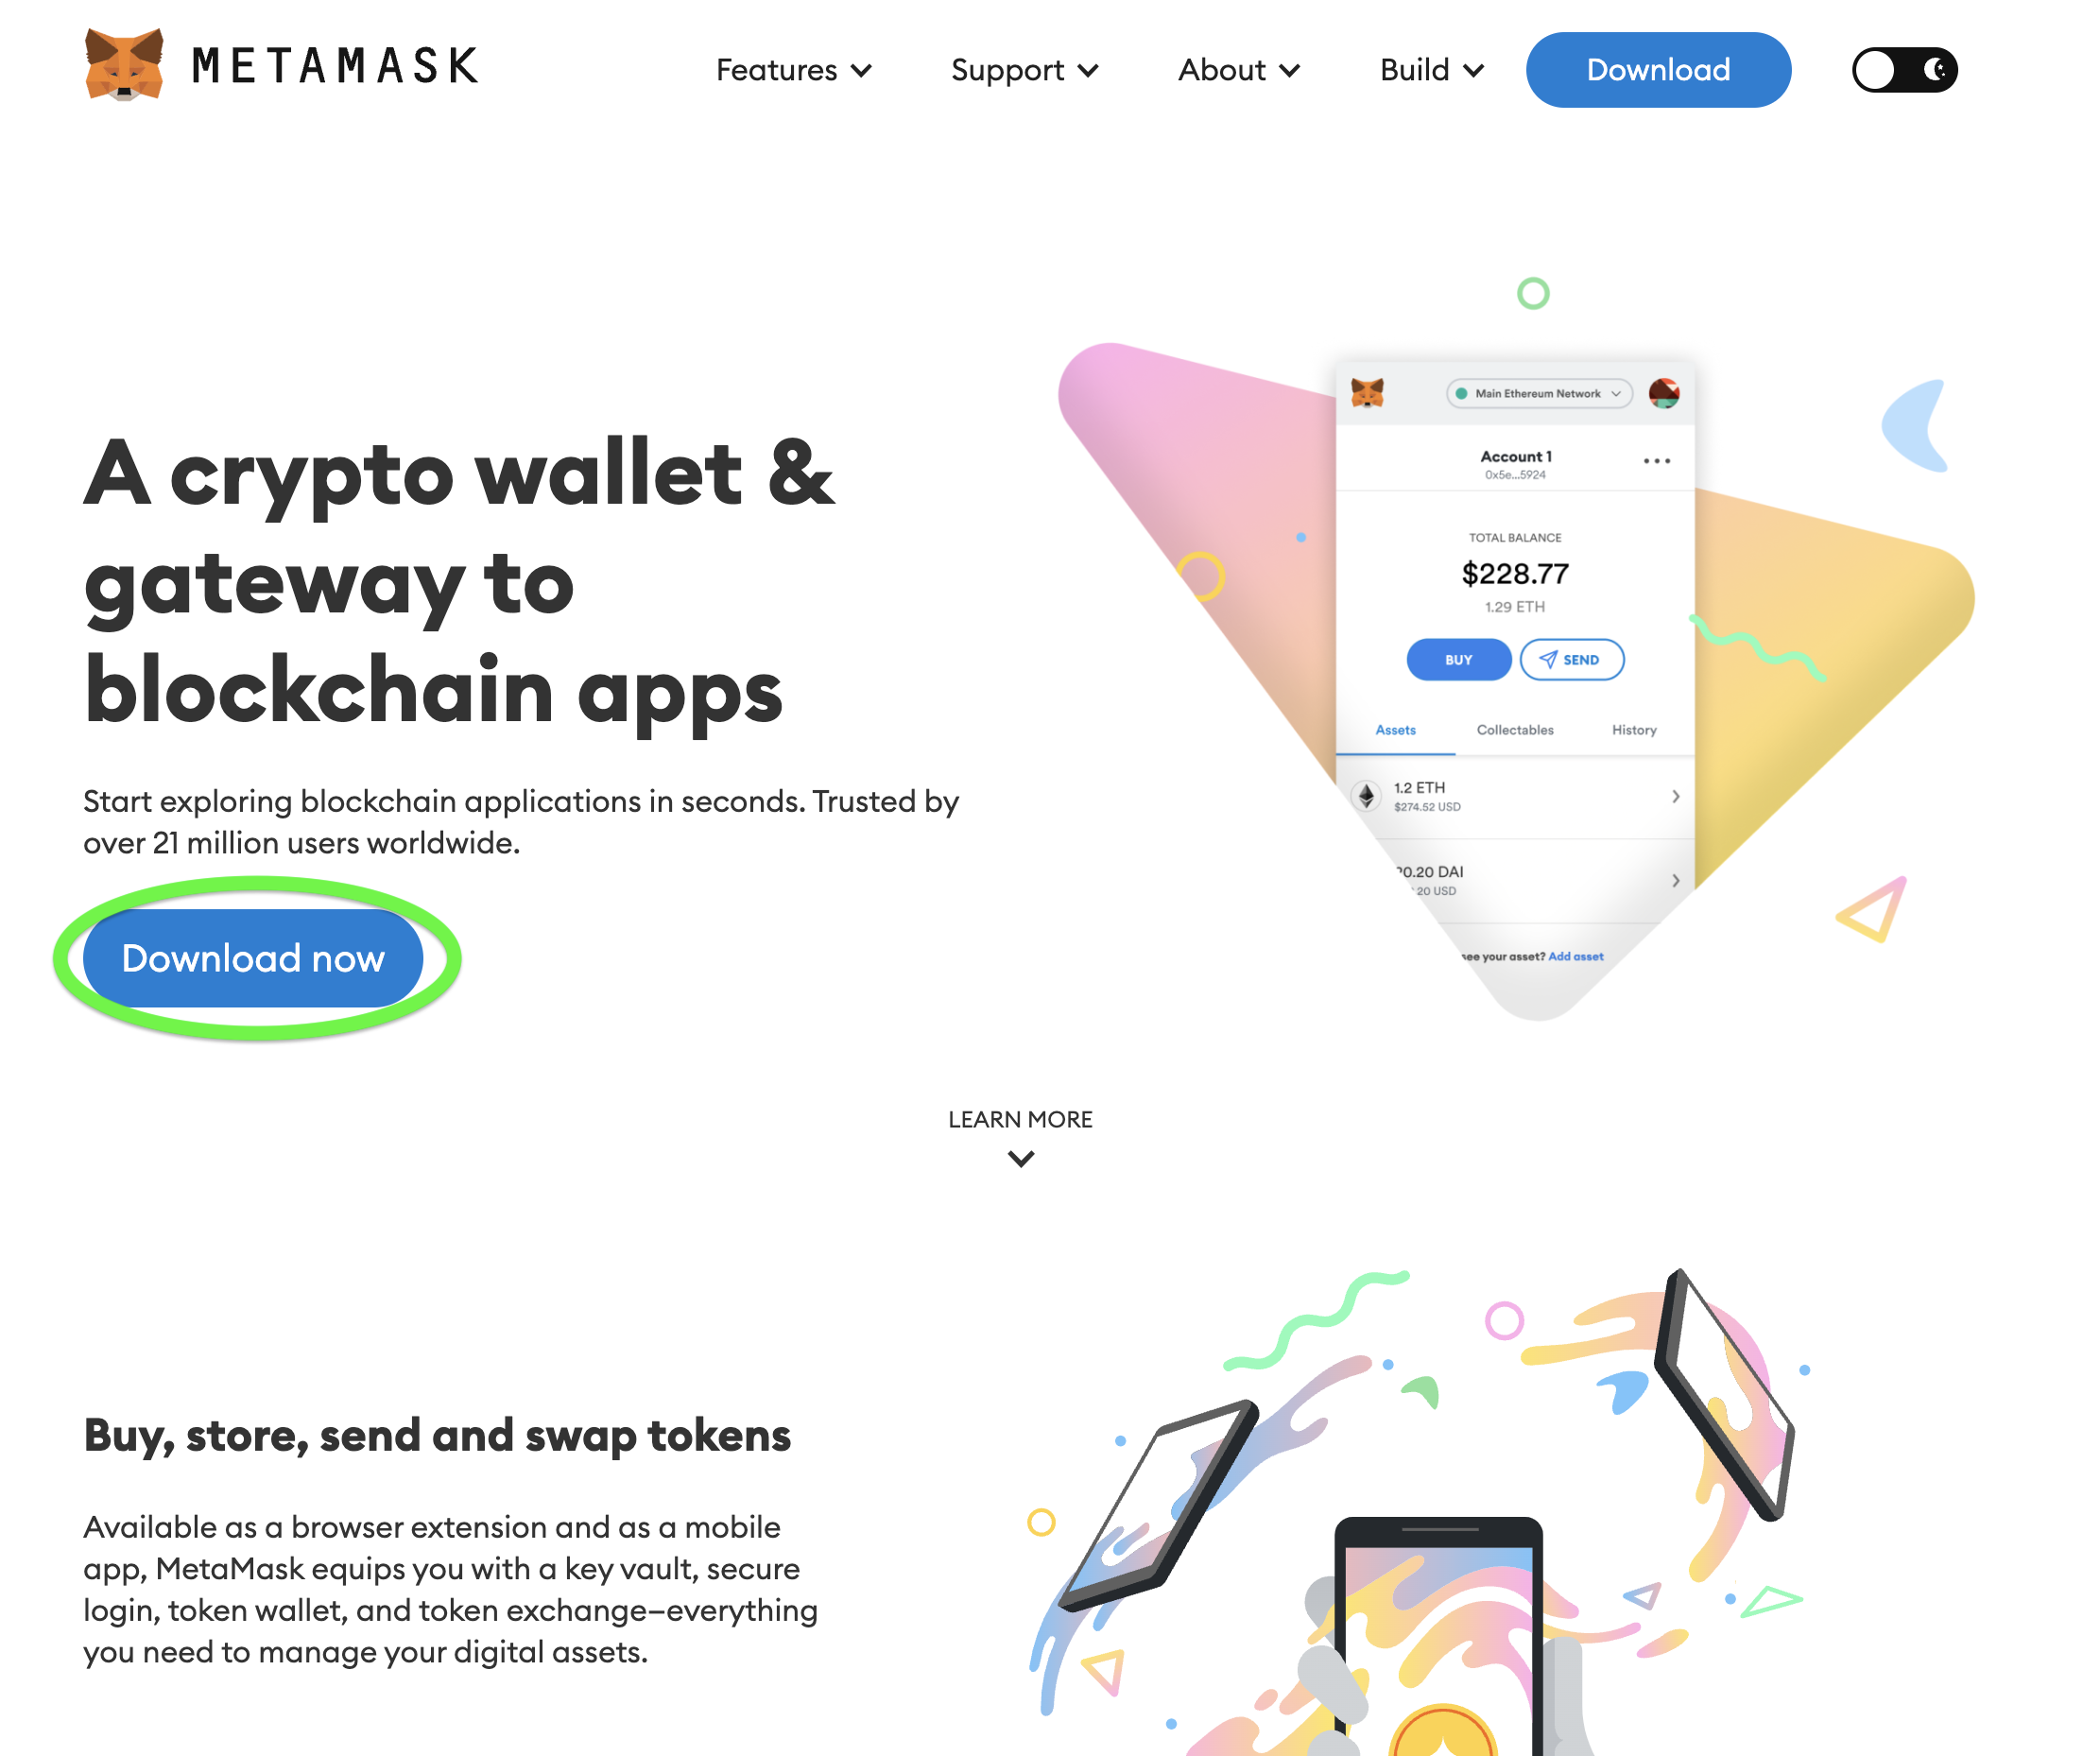 METAMASK
Features
Support
About
Build
Download
A crypto wallet &
gateway to
blockchain apps
Start exploring blockchain applications in seconds. Trusted by
over 21 million users worldwide.
Download now
Main Ethereum Network
Account 1
0x5e...5924
TOTAL BALANCE
$228.77
1.29 ETH
BUY
SEND
Assets
Collectables
History
1.2 ETH
$274.52 USD
0.20 DAI
20 USD
see your asset? Add asset
LEARN MORE
Buy, store, send and swap tokens
Available as a browser extension and as a mobile
app, MetaMask equips you with a key vault, secure
login, token wallet, and token exchange—everything
you need to manage your digital assets.